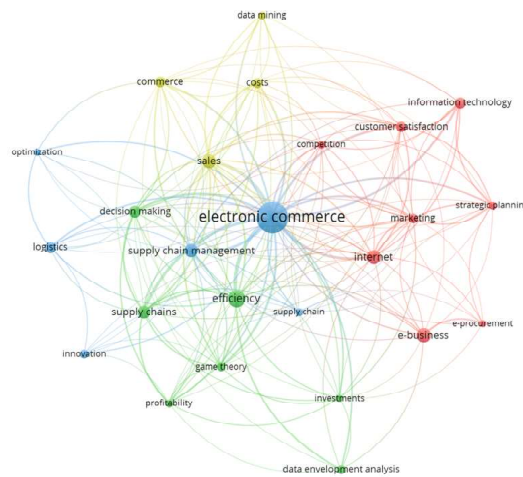 data mining
commerce
costs
information technology
customer satisfaction
competition
optimization
sales
strategic plannin
decision making
electronic commerce
marketing
logistics
supply chain management
internet
efficiency
supply chains
supply chain
e-procurement
e-business
innovation
game theory
profitability
investments
data envelopment analysis